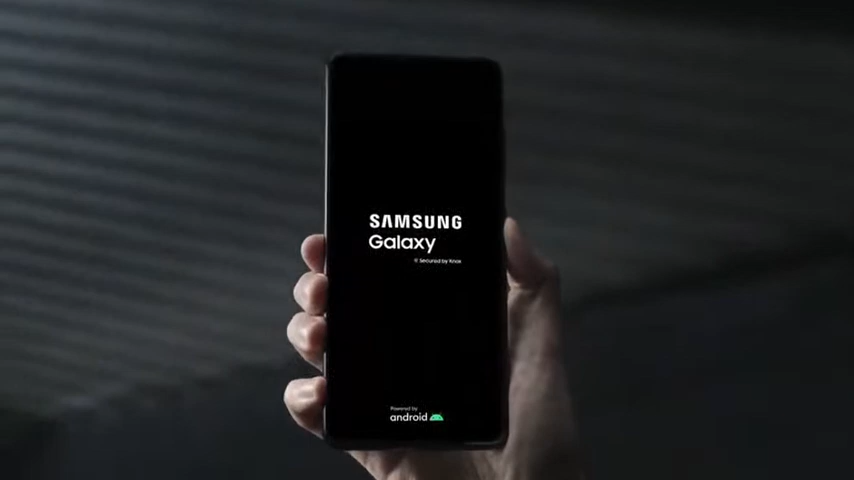 SAMSUNG
Galaxy
Secured by Knox
Powered by
android